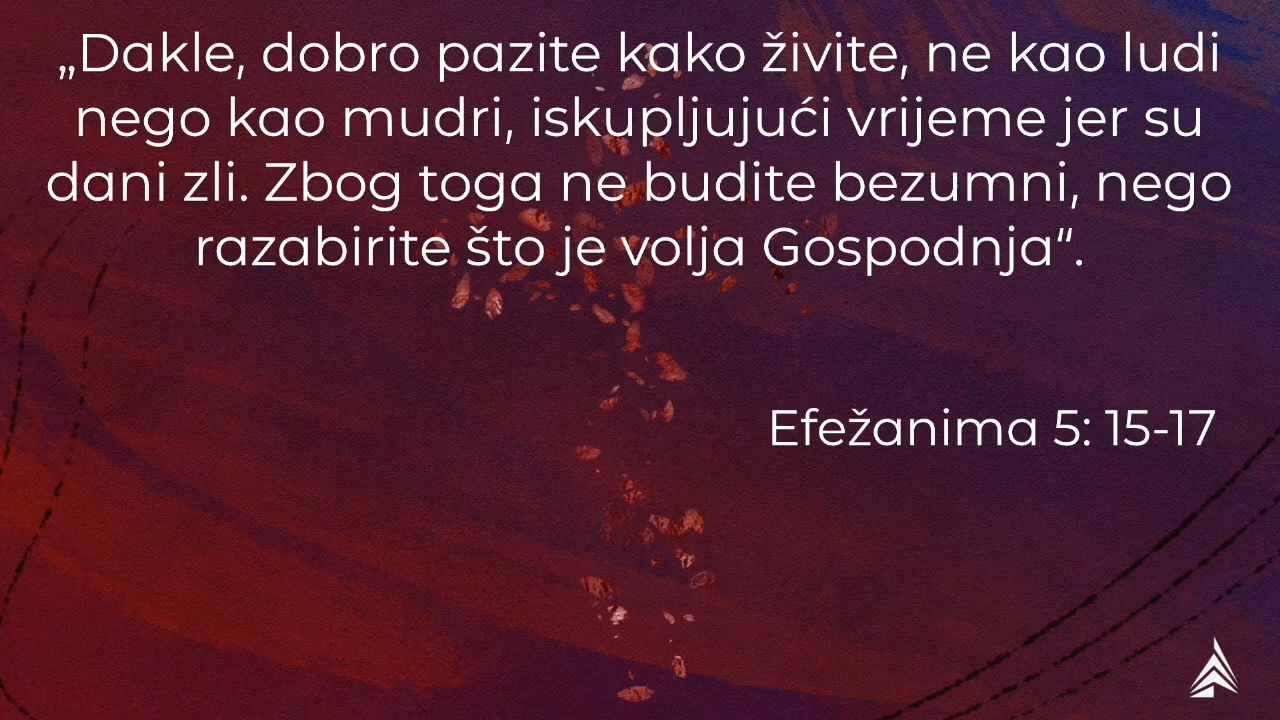 „Dakle, dobro pazite kako živite, ne kao ludi
nego kao mudri, iskupljujući vrijeme jer su
dani zli. Zbog toga ne budite bezumni, nego
razabirite što je volja Gospodnja“.
Efežanima 5: 15-17